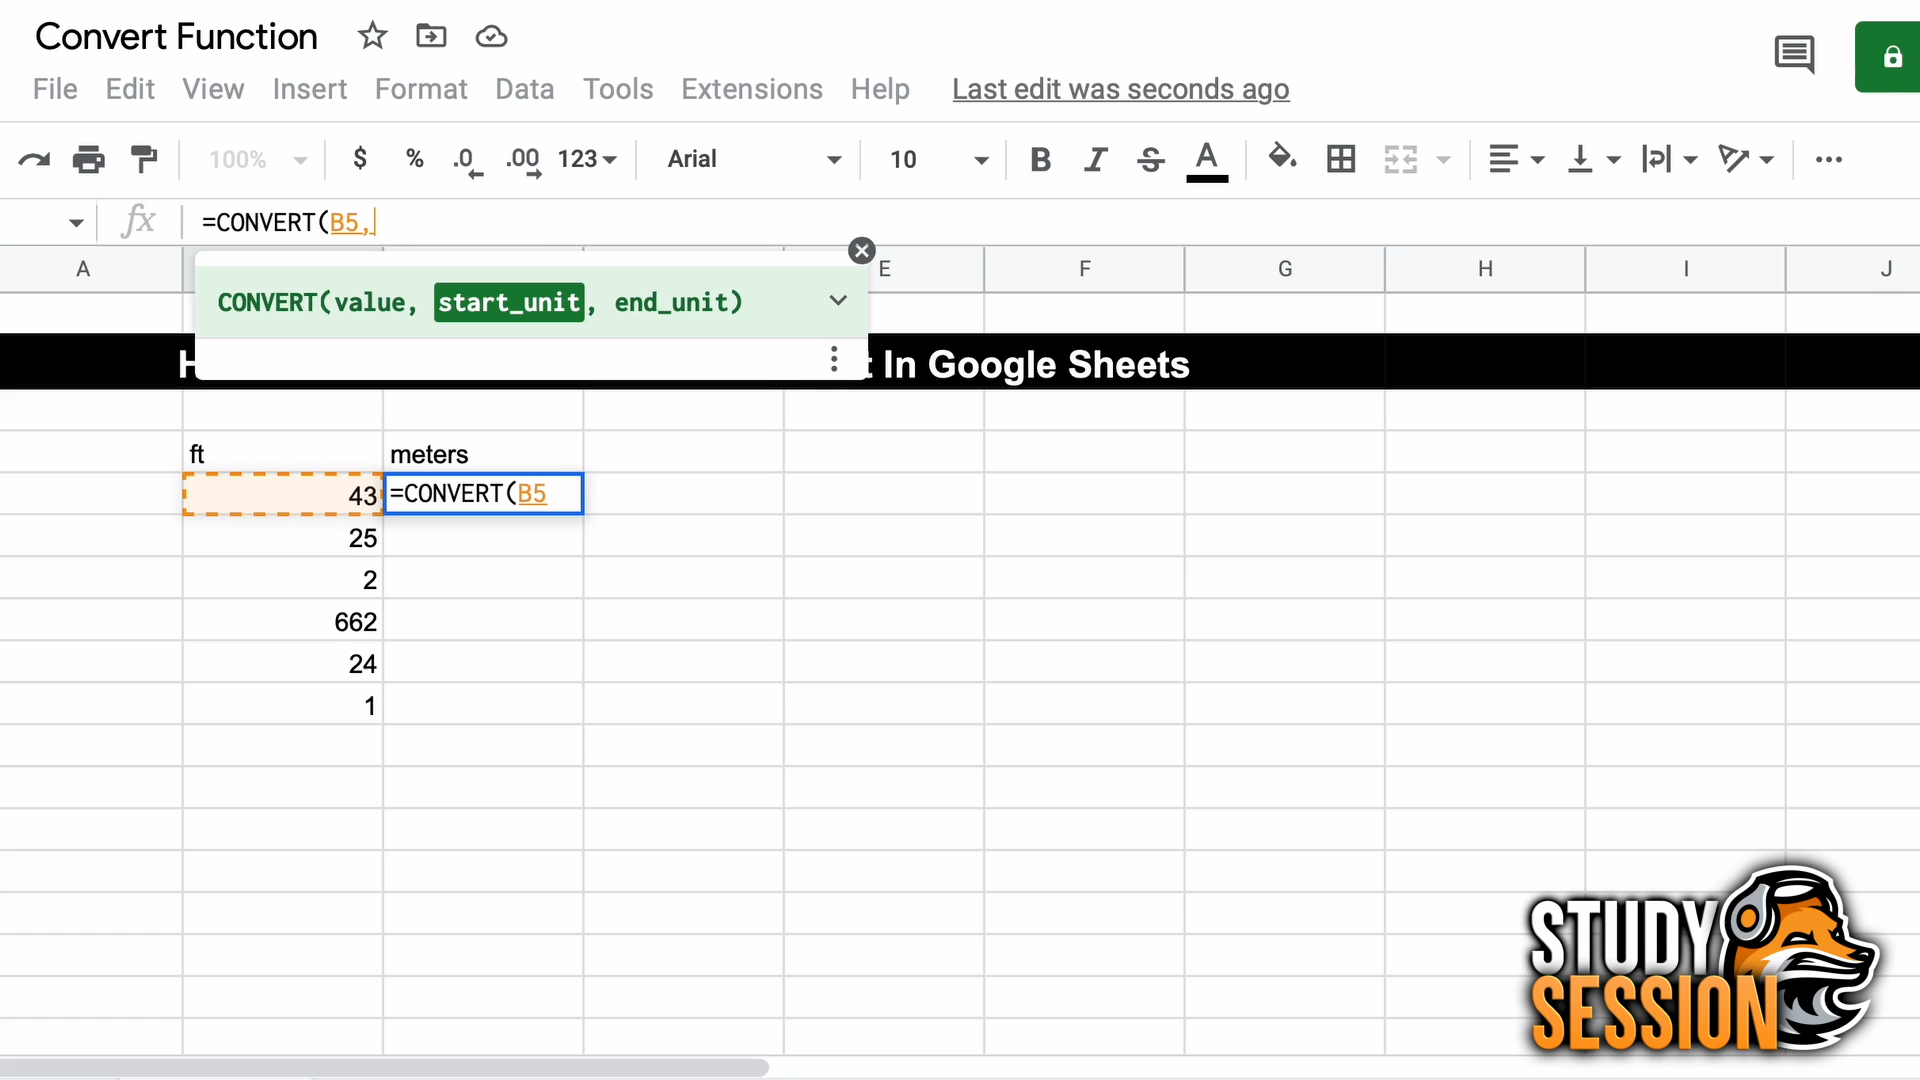 Convert Function
File Edit View Insert Format Data Tools Extensions Help Last edit was seconds ago
100% $ % .0 .00 123 Arial 10 B I S A
fx =CONVERT(B5,
A E F G H I J
CONVERT(value, start_unit, end_unit)
H t In Google Sheets
ft meters
43 =CONVERT(B5
25
2
662
24
1
STUDY
SESSION